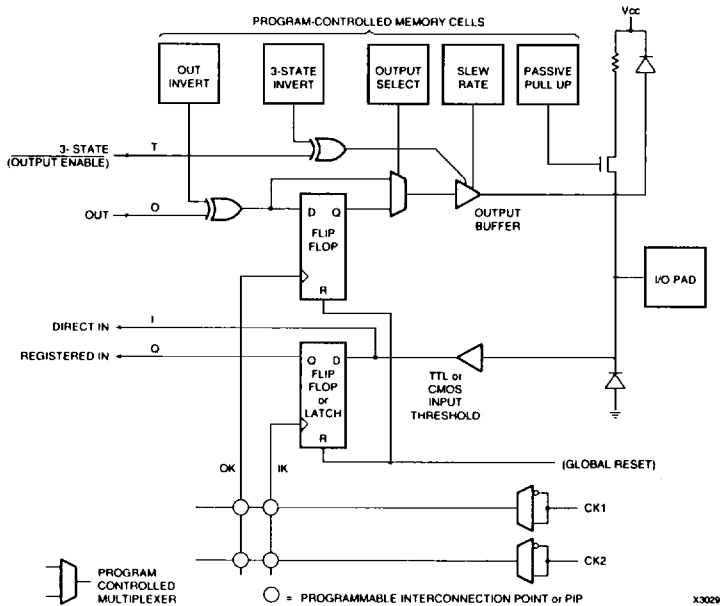 PROGRAM-CONTROLLED MEMORY CELLS
Vcc
OUT
INVERT
3-STATE
INVERT
OUTPUT
SELECT
SLEW
RATE
PASSIVE
PULL UP
3- STATE
(OUTPUT ENABLE)
T
OUT
O
D Q
FLIP
FLOP
R
OUTPUT
BUFFER
I/O PAD
DIRECT IN
I
REGISTERED IN
Q
Q D
FLIP
FLOP
or
LATCH
R
TTL or
CMOS
INPUT
THRESHOLD
OK
IK
(GLOBAL RESET)
CK1
CK2
PROGRAM
CONTROLLED
MULTIPLEXER
= PROGRAMMABLE INTERCONNECTION POINT or PIP
X3029